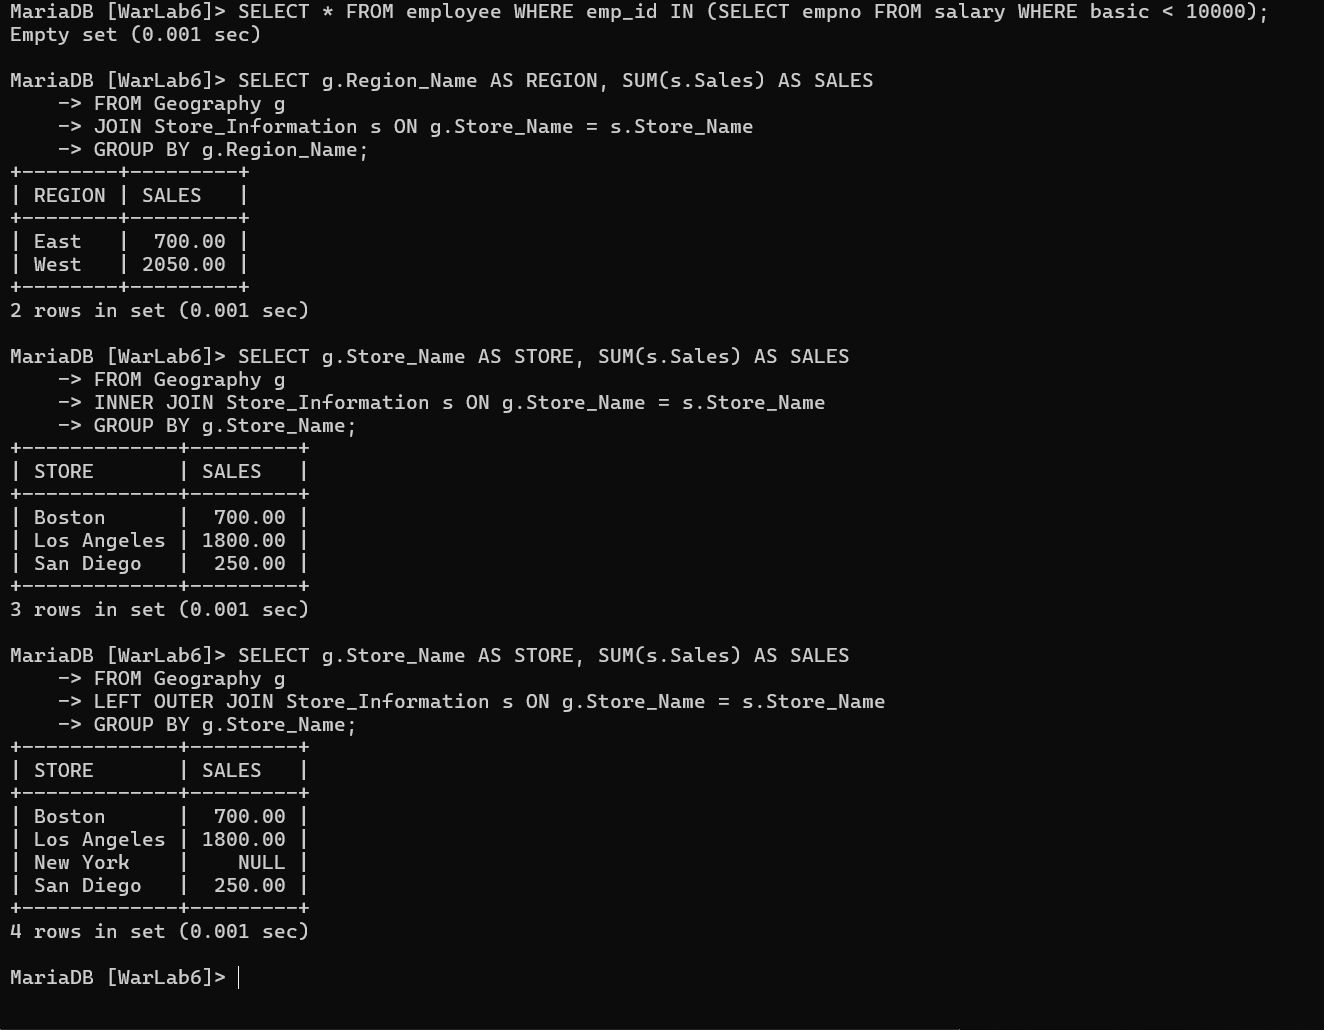 MariaDB [WarLab6]> SELECT * FROM employee WHERE emp_id IN (SELECT empno FROM salary WHERE basic < 10000);
Empty set (0.001 sec)

MariaDB [WarLab6]> SELECT g.Region_Name AS REGION, SUM(s.Sales) AS SALES
    -> FROM Geography g
    -> JOIN Store_Information s ON g.Store_Name = s.Store_Name
    -> GROUP BY g.Region_Name;
+--------+---------+
| REGION | SALES   |
+--------+---------+
| East   |  700.00 |
| West   | 2050.00 |
+--------+---------+
2 rows in set (0.001 sec)

MariaDB [WarLab6]> SELECT g.Store_Name AS STORE, SUM(s.Sales) AS SALES
    -> FROM Geography g
    -> INNER JOIN Store_Information s ON g.Store_Name = s.Store_Name
    -> GROUP BY g.Store_Name;
+-------------+---------+
| STORE       | SALES   |
+-------------+---------+
| Boston      |  700.00 |
| Los Angeles | 1800.00 |
| San Diego   |  250.00 |
+-------------+---------+
3 rows in set (0.001 sec)

MariaDB [WarLab6]> SELECT g.Store_Name AS STORE, SUM(s.Sales) AS SALES
    -> FROM Geography g
    -> LEFT OUTER JOIN Store_Information s ON g.Store_Name = s.Store_Name
    -> GROUP BY g.Store_Name;
+-------------+---------+
| STORE       | SALES   |
+-------------+---------+
| Boston      |  700.00 |
| Los Angeles | 1800.00 |
| New York    |    NULL |
| San Diego   |  250.00 |
+-------------+---------+
4 rows in set (0.001 sec)

MariaDB [WarLab6]>